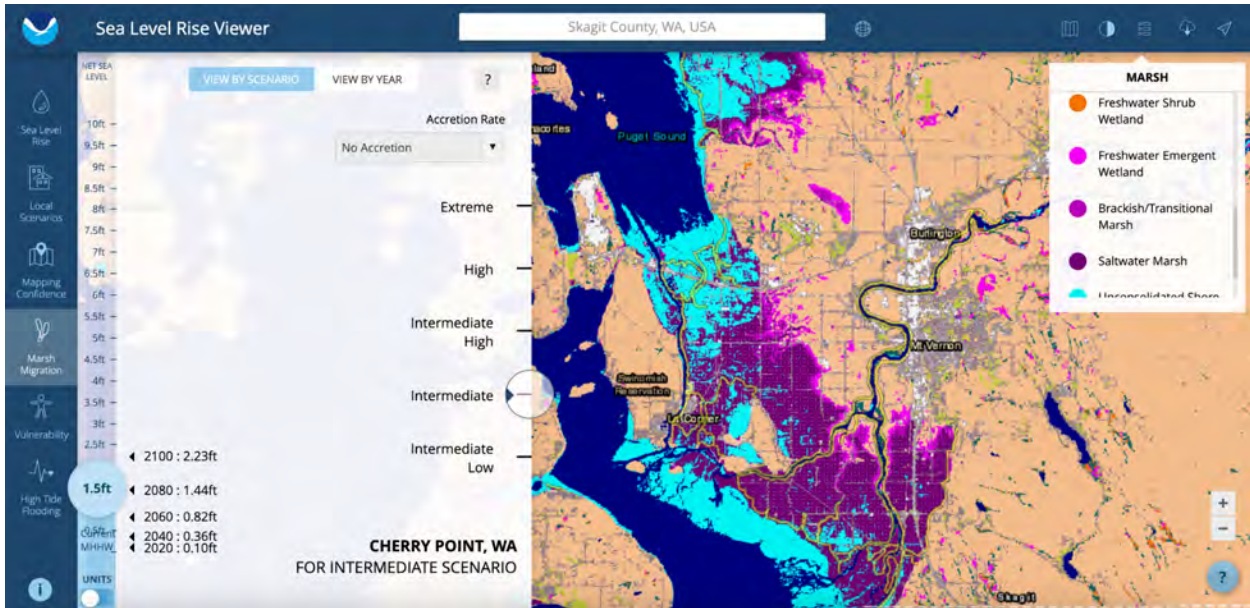 Sea Level Rise Viewer
Skagit County, WA, USA
Sea Level
Rise
Local
Scenarios
Mapping
Confidence
Marsh
Migration
Vulnerability
High Tide
Flooding
NET SEA
LEVEL
10ft
9.5ft
9ft
8.5ft
8ft
7.5ft
7ft
6.5ft
6ft
5.5ft
5ft
4.5ft
4ft
3.5ft
3ft
2.5ft
1.5ft
0.5ft
Current
MHHW
UNITS
2100 : 2.23ft
2080 : 1.44ft
2060 : 0.82ft
2040 : 0.36ft
2020 : 0.10ft
VIEW BY SCENARIO
VIEW BY YEAR
?
Accretion Rate
No Accretion
Extreme
High
Intermediate
High
Intermediate
Intermediate
Low
CHERRY POINT, WA
FOR INTERMEDIATE SCENARIO
Puget Sound
Burlington
Mt Vernon
Swinomish
Reservation
La Conner
Skagit
MARSH
Freshwater Shrub
Wetland
Freshwater Emergent
Wetland
Brackish/Transitional
Marsh
Saltwater Marsh
Unconsolidated Shore
+
−
?
i